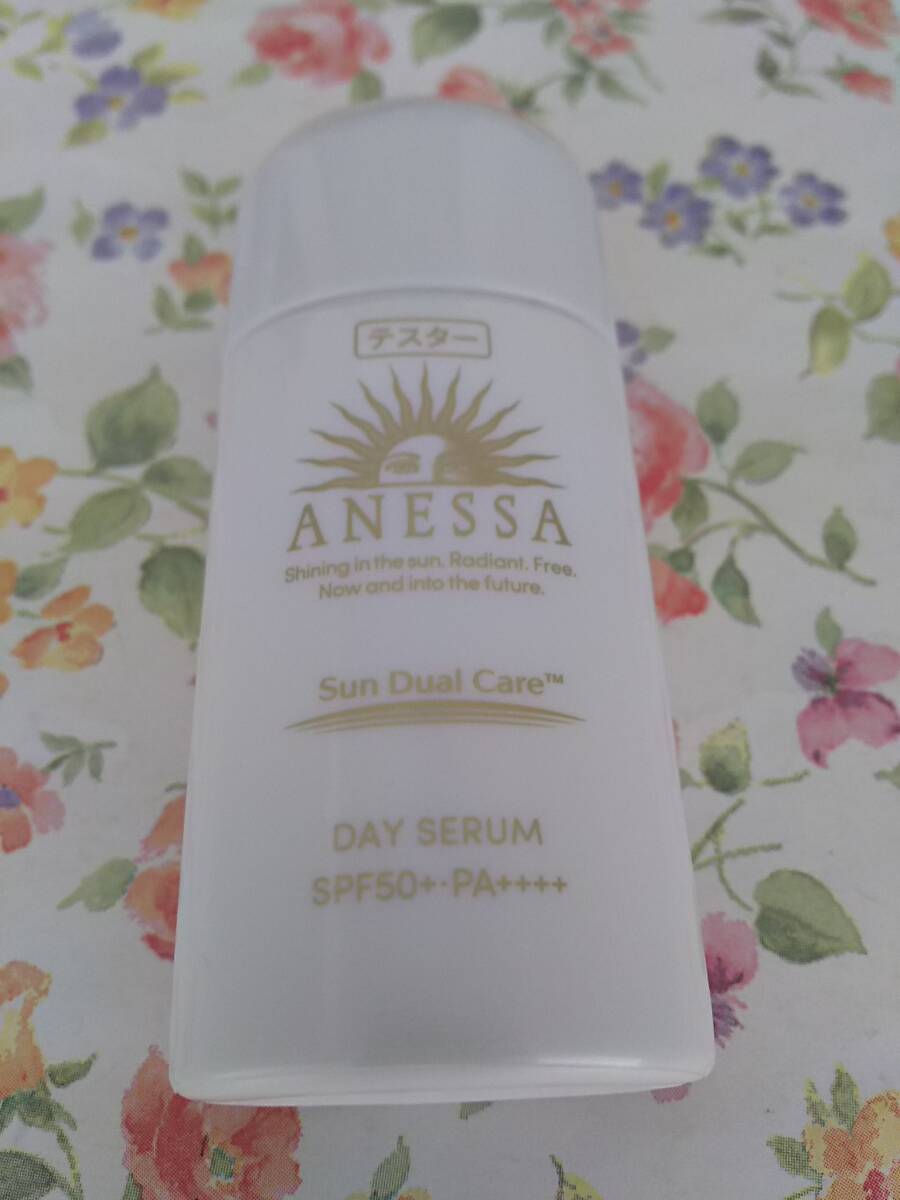 テスター
ANESSA
Shining in the sun. Radiant. Free.
Now and into the future.
Sun Dual Care™
DAY SERUM
SPF50+・PA++++